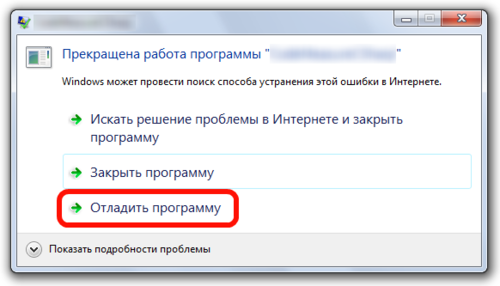 Прекращена работа программы " "
Windows может провести поиск способа устранения этой ошибки в Интернете.
Искать решение проблемы в Интернете и закрыть
программу
Закрыть программу
Отладить программу
Показать подробности проблемы